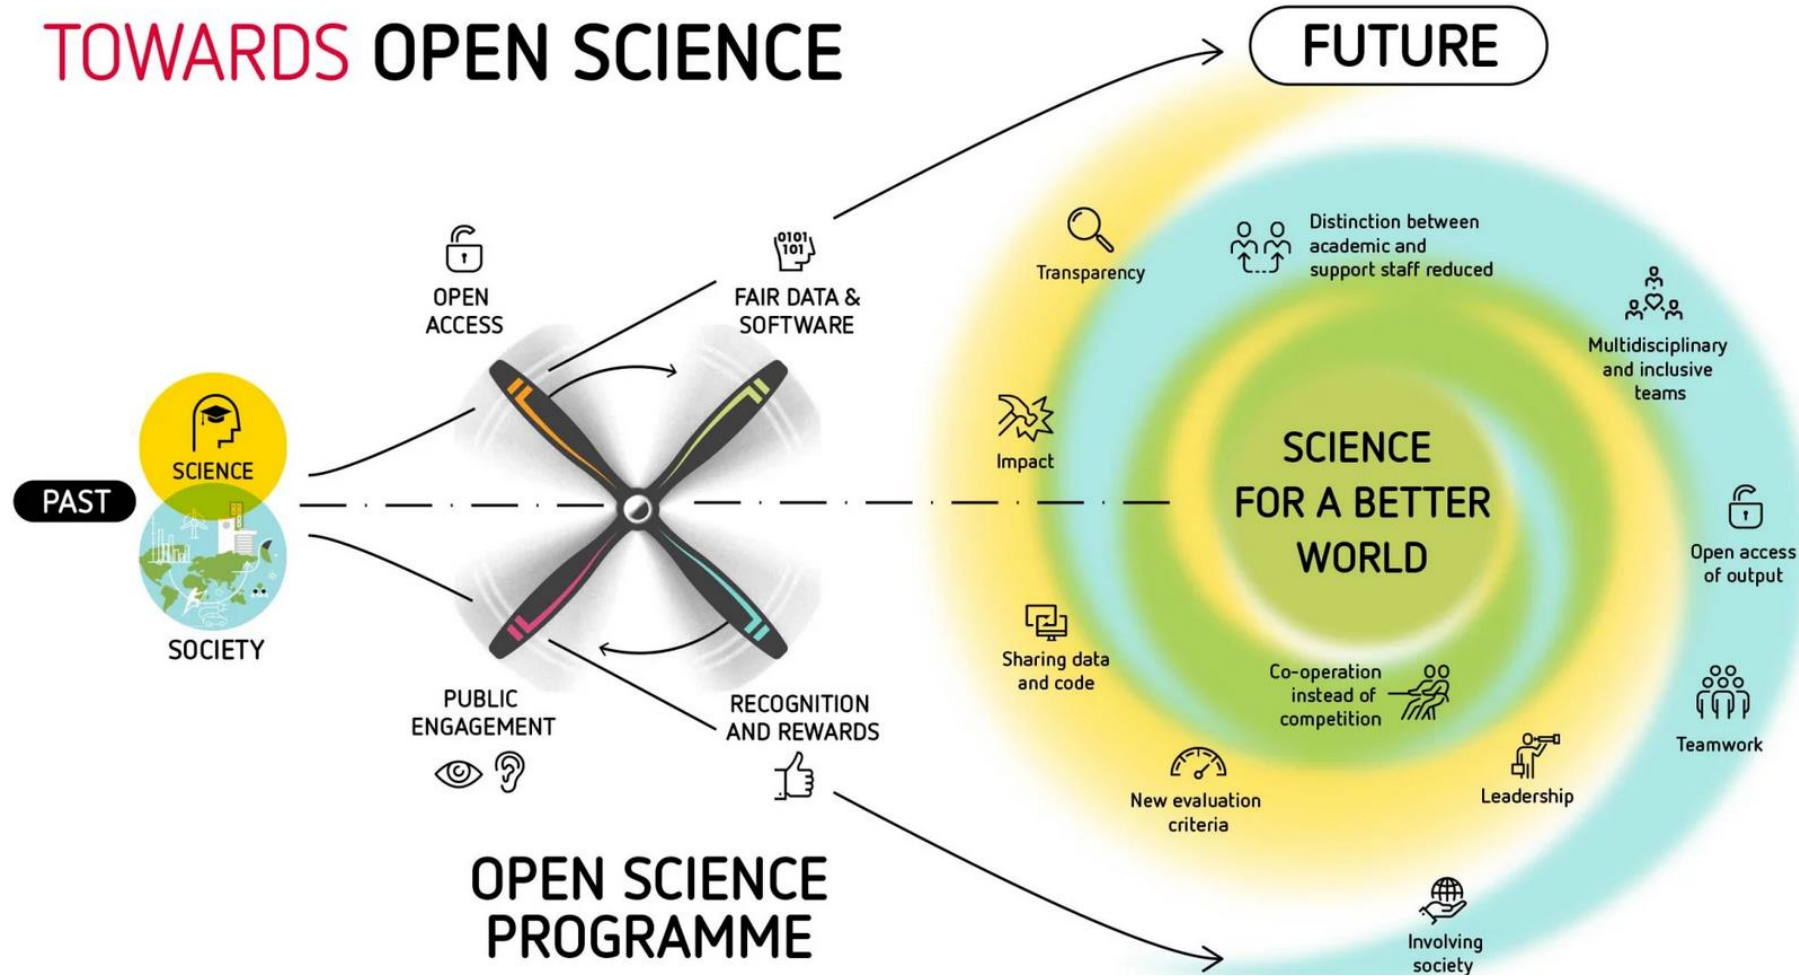 TOWARDS OPEN SCIENCE
FUTURE
OPEN
ACCESS
0101
101
FAIR DATA &
SOFTWARE
PAST
SCIENCE
SOCIETY
PUBLIC
ENGAGEMENT
RECOGNITION
AND REWARDS
OPEN SCIENCE
PROGRAMME
Transparency
Distinction between
academic and
support staff reduced
Multidisciplinary
and inclusive
teams
Impact
SCIENCE
FOR A BETTER
WORLD
Open access
of output
Sharing data
and code
Co-operation
instead of
competition
Teamwork
New evaluation
criteria
Leadership
Involving
society